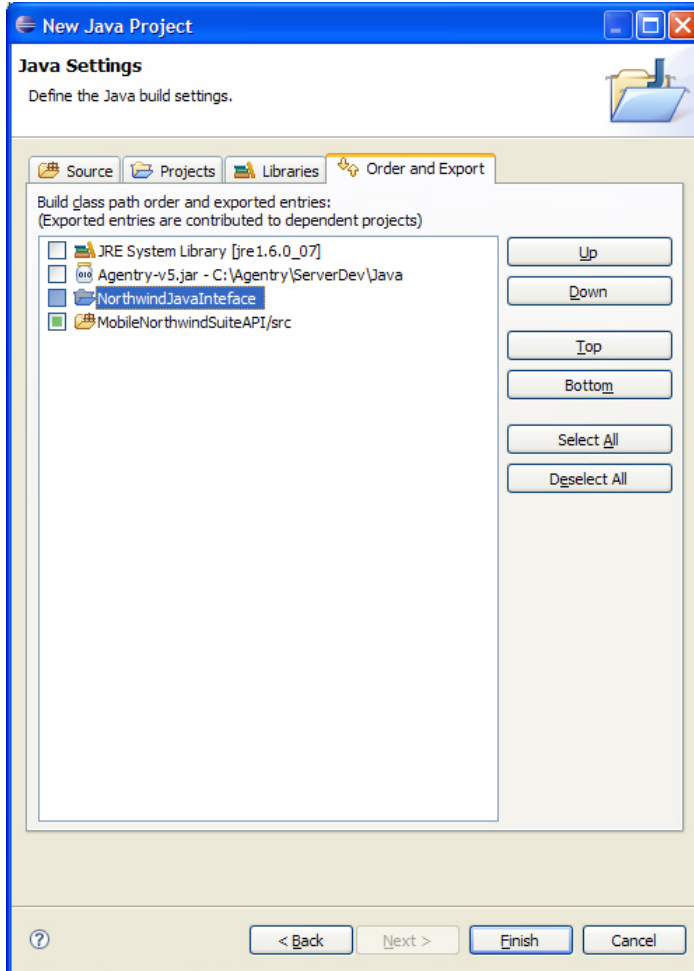 New Java Project
Java Settings
Define the Java build settings.
Source Projects Libraries Order and Export
Build class path order and exported entries:
(Exported entries are contributed to dependent projects)
JRE System Library [jre1.6.0_07]
Agentry-v5.jar - C:\Agentry\ServerDev\Java
NorthwindJavaInteface
MobileNorthwindSuiteAPI/src
Up
Down
Top
Bottom
Select All
Deselect All
? < Back Next > Finish Cancel